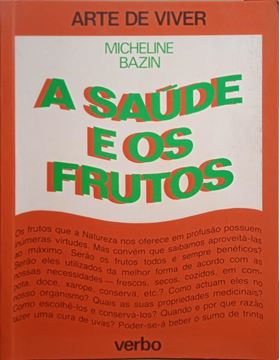 ARTE DE VIVER
MICHELINE
BAZIN
A SAÚDE
E OS
FRUTOS
Os frutos que a Natureza nos oferece em profusão possuem
inúmeras virtudes. Mas convém que saibamos aproveitá-las
ao máximo. Serão os frutos todos e sempre benéficos?
Serão eles utilizados da melhor forma de acordo com as
nossas necessidades — frescos, secos, cozidos, em com-
pota, doce, xarope, conserva, etc.? Como actuam eles no
nosso organismo? Quais as suas propriedades medicinais?
Como escolhê-los e conservá-los? Quando e por que razão
fazer uma cura de uvas? Poder-se-á beber o sumo de trinta
verbo